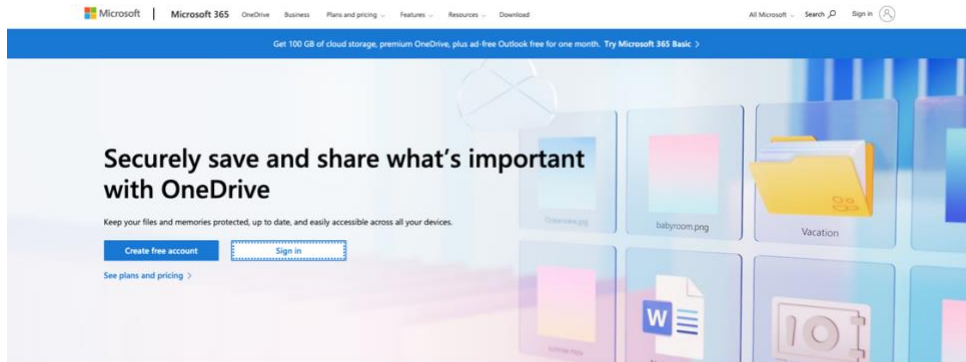 Microsoft
Microsoft 365 OneDrive Business Plans and pricing Features Resources Download
All Microsoft Search Sign in
Get 100 GB of cloud storage, premium OneDrive, plus ad-free Outlook free for one month. Try Microsoft 365 Basic >
Securely save and share what's important
with OneDrive
Keep your files and memories protected, up to date, and easily accessible across all your devices.
Create free account
Sign in
See plans and pricing >
babyroom.png
Vacation
W